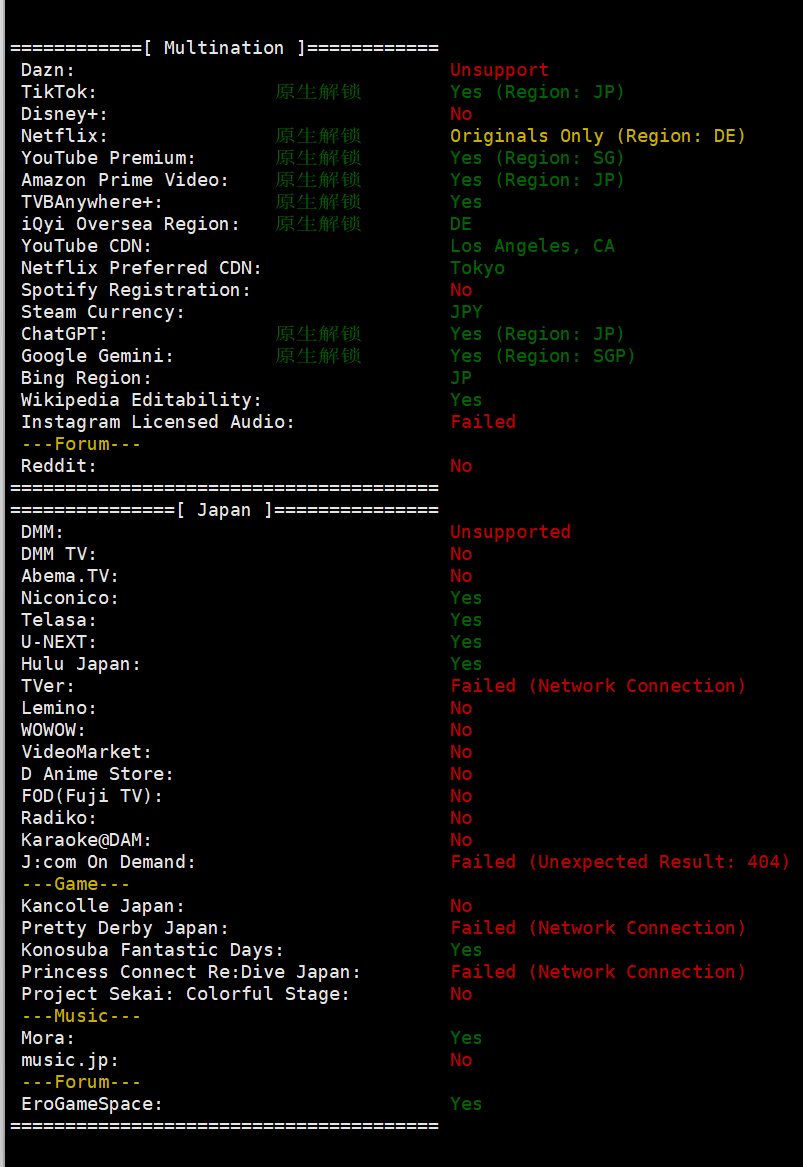 ============[ Multination ]============
Dazn: Unsupport
TikTok: 原生解锁 Yes (Region: JP)
Disney+: No
Netflix: 原生解锁 Originals Only (Region: DE)
YouTube Premium: 原生解锁 Yes (Region: SG)
Amazon Prime Video: 原生解锁 Yes (Region: JP)
TVBAnywhere+: 原生解锁 Yes
iQyi Oversea Region: 原生解锁 DE
YouTube CDN: Los Angeles, CA
Netflix Preferred CDN: Tokyo
Spotify Registration: No
Steam Currency: JPY
ChatGPT: 原生解锁 Yes (Region: JP)
Google Gemini: 原生解锁 Yes (Region: SGP)
Bing Region: JP
Wikipedia Editability: Yes
Instagram Licensed Audio: Failed
---Forum---
Reddit: No
=======================================
===============[ Japan ]===============
DMM: Unsupported
DMM TV: No
Abema.TV: No
Niconico: Yes
Telasa: Yes
U-NEXT: Yes
Hulu Japan: Yes
TVer: Failed (Network Connection)
Lemino: No
WOWOW: No
VideoMarket: No
D Anime Store: No
FOD(Fuji TV): No
Radiko: No
Karaoke@DAM: No
J:com On Demand: Failed (Unexpected Result: 404)
---Game---
Kancolle Japan: No
Pretty Derby Japan: Failed (Network Connection)
Konosuba Fantastic Days: Yes
Princess Connect Re:Dive Japan: Failed (Network Connection)
Project Sekai: Colorful Stage: No
---Music---
Mora: Yes
music.jp: No
---Forum---
EroGameSpace: Yes
=======================================